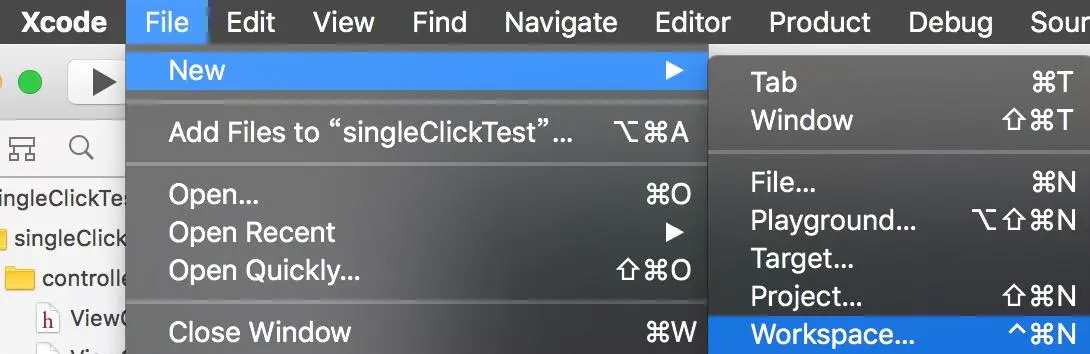 Xcode File Edit View Find Navigate Editor Product Debug Sour
New ▶
Add Files to “singleClickTest”... ⌥⌘A
Open... ⌘O
Open Recent ▶
Open Quickly... ⇧⌘O
Close Window ⌘W
Tab ⌘T
Window ⇧⌘T
File... ⌘N
Playground... ⌥⇧⌘N
Target...
Project... ⇧⌘N
Workspace... ^⌘N
ingleClickTes
singleClick
controlle
h ViewC